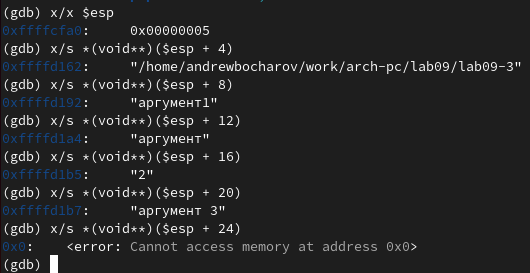 (gdb) x/x $esp
0xffffcfa0:     0x00000005
(gdb) x/s *(void**)($esp + 4)
0xffffd162:     "/home/andrewbocharov/work/arch-pc/lab09/lab09-3"
(gdb) x/s *(void**)($esp + 8)
0xffffd192:     "аргумент1"
(gdb) x/s *(void**)($esp + 12)
0xffffd1a4:     "аргумент"
(gdb) x/s *(void**)($esp + 16)
0xffffd1b5:     "2"
(gdb) x/s *(void**)($esp + 20)
0xffffd1b7:     "аргумент 3"
(gdb) x/s *(void**)($esp + 24)
0x0:    <error: Cannot access memory at address 0x0>
(gdb)